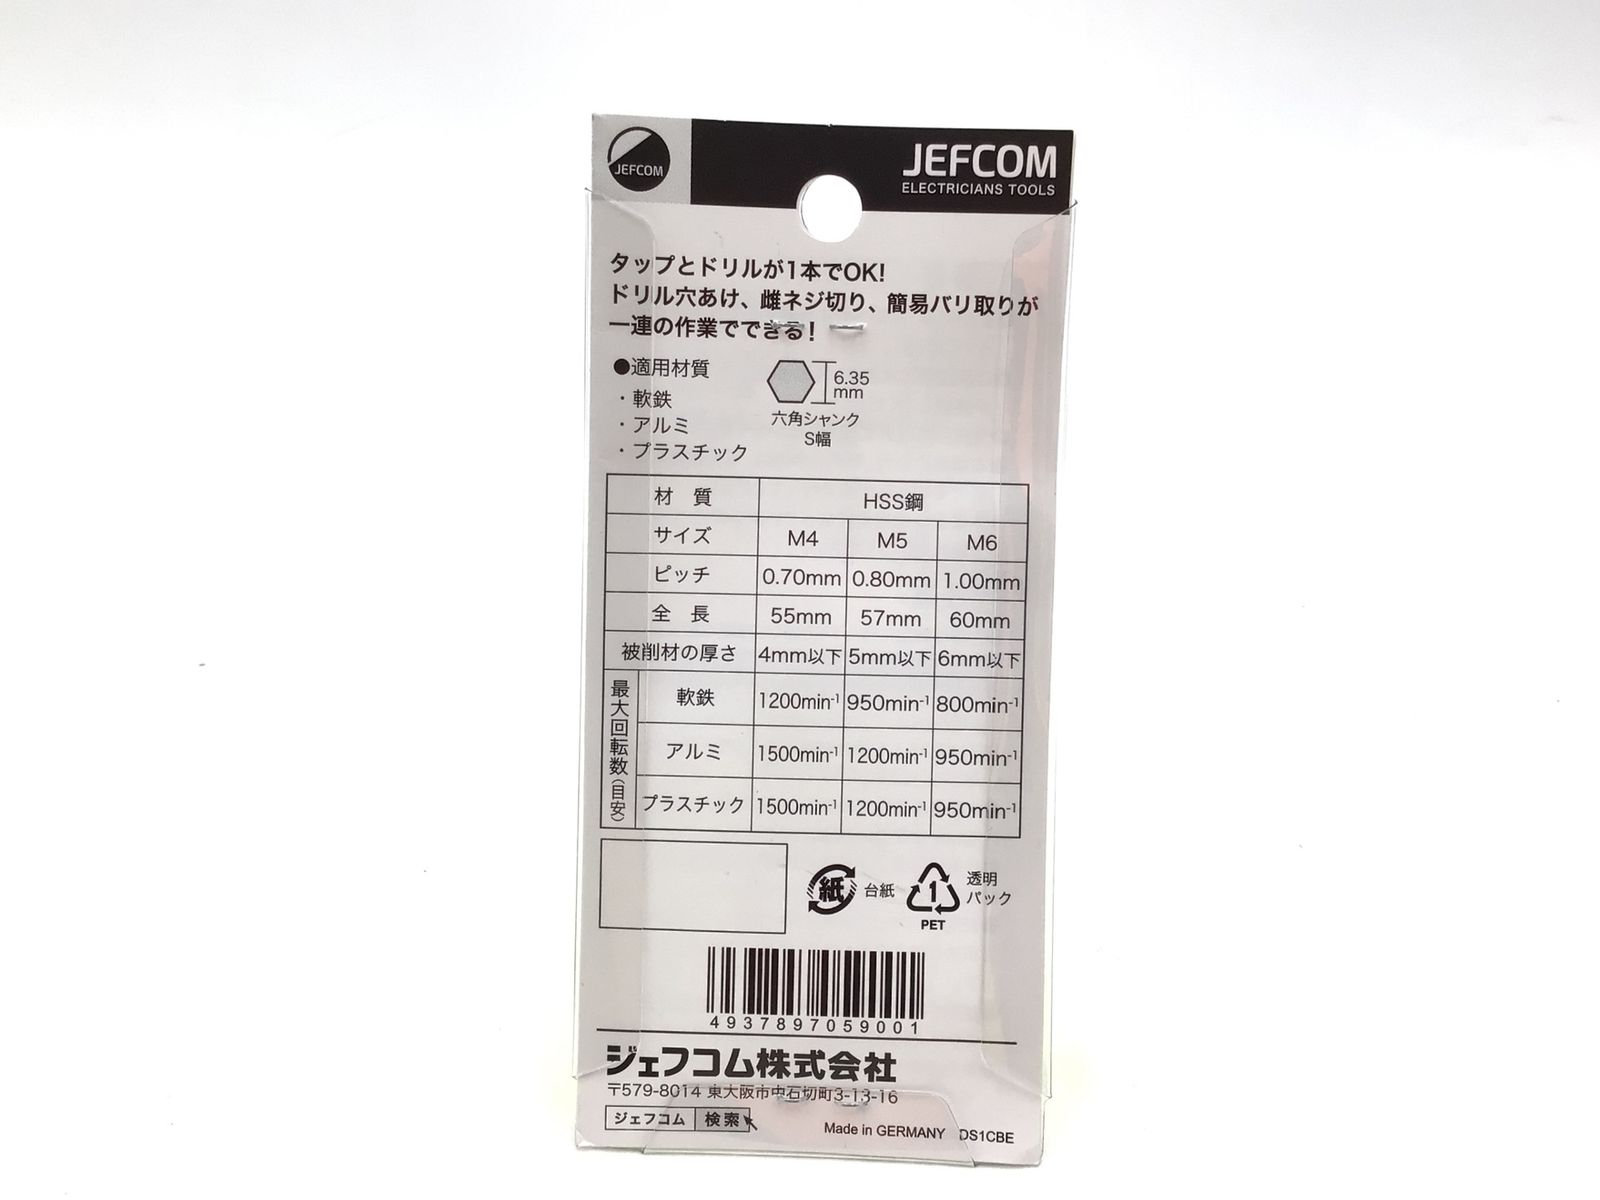 JEFCOM
JEFCOM
ELECTRICIANS TOOLS
タップとドリルが1本でOK!
ドリル穴あけ、雌ネジ切り、簡易バリ取りが
一連の作業でできる！
●適用材質
・軟鉄
・アルミ
・プラスチック
6.35
mm
六角シャンク
S幅
材　質 HSS鋼
サイズ M4 M5 M6
ピッチ 0.70mm 0.80mm 1.00mm
全　長 55mm 57mm 60mm
被削材の厚さ 4mm以下 5mm以下 6mm以下
最大回転数(目安)
軟鉄 1200min⁻¹ 950min⁻¹ 800min⁻¹
アルミ 1500min⁻¹ 1200min⁻¹ 950min⁻¹
プラスチック 1500min⁻¹ 1200min⁻¹ 950min⁻¹
紙 台紙
1 PET
透明
パック
4937897059001
ジェフコム株式会社
〒579-8014 東大阪市中石切町3-13-16
ジェフコム 検索
Made in GERMANY DS1CBE